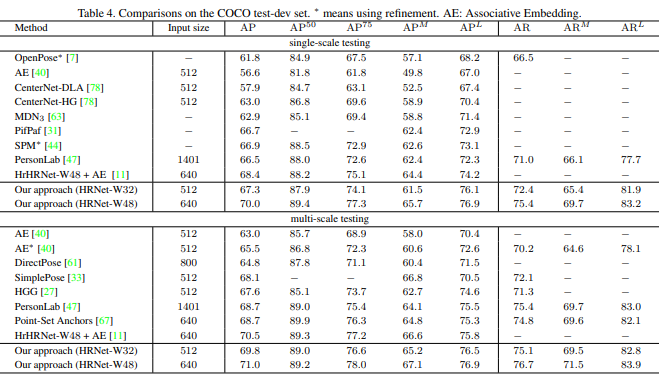 Table 4. Comparisons on the COCO test-dev set. * means using refinement. AE: Associative Embedding.
Method Input size AP AP50 AP75 APM APL AR ARM ARL
single-scale testing
OpenPose* [7] – 61.8 84.9 67.5 57.1 68.2 66.5 – –
AE [40] 512 56.6 81.8 61.8 49.8 67.0 – – –
CenterNet-DLA [78] 512 57.9 84.7 63.1 52.5 67.4 – – –
CenterNet-HG [78] 512 63.0 86.8 69.6 58.9 70.4 – – –
MDN3 [63] – 62.9 85.1 69.4 58.8 71.4 – – –
PifPaf [31] – 66.7 – – 62.4 72.9 – – –
SPM* [44] – 66.9 88.5 72.9 62.6 73.1 – – –
PersonLab [47] 1401 66.5 88.0 72.6 62.4 72.3 71.0 66.1 77.7
HrHRNet-W48 + AE [11] 640 68.4 88.2 75.1 64.4 74.2 – – –
Our approach (HRNet-W32) 512 67.3 87.9 74.1 61.5 76.1 72.4 65.4 81.9
Our approach (HRNet-W48) 640 70.0 89.4 77.3 65.7 76.9 75.4 69.7 83.2
multi-scale testing
AE [40] 512 63.0 85.7 68.9 58.0 70.4 – – –
AE* [40] 512 65.5 86.8 72.3 60.6 72.6 70.2 64.6 78.1
DirectPose [61] 800 64.8 87.8 71.1 60.4 71.5 – – –
SimplePose [33] 512 68.1 – – 66.8 70.5 72.1 – –
HGG [27] 512 67.6 85.1 73.7 62.7 74.6 71.3 – –
PersonLab [47] 1401 68.7 89.0 75.4 64.1 75.5 75.4 69.7 83.0
Point-Set Anchors [67] 640 68.7 89.9 76.3 64.8 75.3 74.8 69.6 82.1
HrHRNet-W48 + AE [11] 640 70.5 89.3 77.2 66.6 75.8 – – –
Our approach (HRNet-W32) 512 69.8 89.0 76.6 65.2 76.5 75.1 69.5 82.8
Our approach (HRNet-W48) 640 71.0 89.2 78.0 67.1 76.9 76.7 71.5 83.9